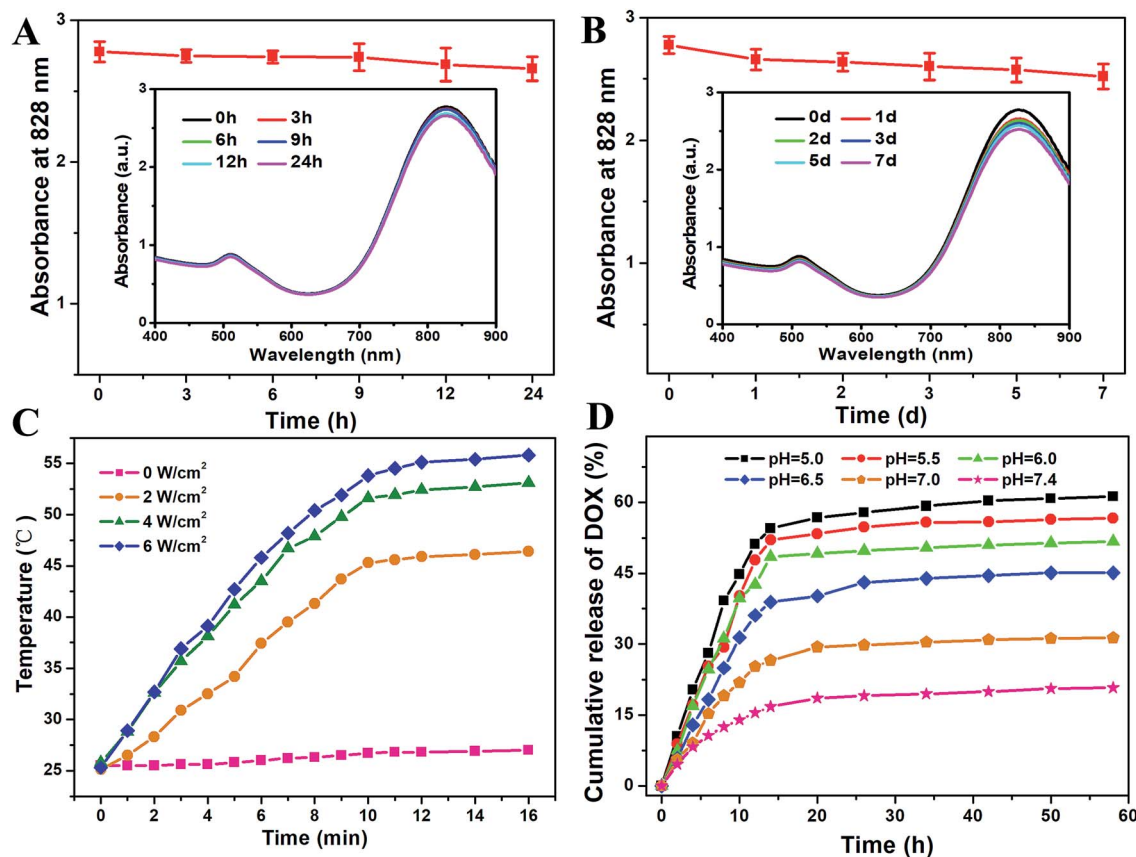 A
Absorbance at 828 nm
3
2
1
0h 3h
6h 9h
12h 24h
Absorbance (a.u.)
3
2
1
0
400 500 600 700 800 900
Wavelength (nm)
0 3 6 9 12 24
Time (h)
B
Absorbance at 828 nm
3
2
1
0d 1d
2d 3d
5d 7d
Absorbance (a.u.)
3
2
1
0
400 500 600 700 800 900
Wavelength (nm)
0 1 2 3 5 7
Time (d)
C
Temperature (℃)
55
50
45
40
35
30
25
0 W/cm²
2 W/cm²
4 W/cm²
6 W/cm²
0 2 4 6 8 10 12 14 16
Time (min)
D
Cumulative release of DOX (%)
75
60
45
30
15
0
pH=5.0 pH=5.5 pH=6.0
pH=6.5 pH=7.0 pH=7.4
0 10 20 30 40 50 60
Time (h)